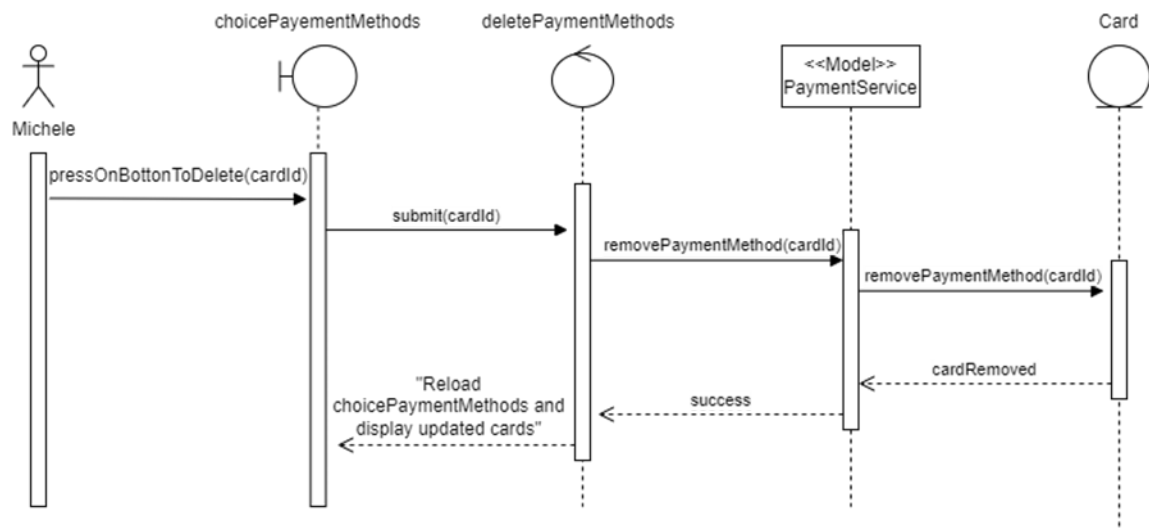 choicePayementMethods
deletePaymentMethods
Card
<<Model>>
PaymentService
Michele
pressOnBottonToDelete(cardId)
submit(cardId)
removePaymentMethod(cardId)
removePaymentMethod(cardId)
cardRemoved
"Reload
choicePaymentMethods and
display updated cards"
success